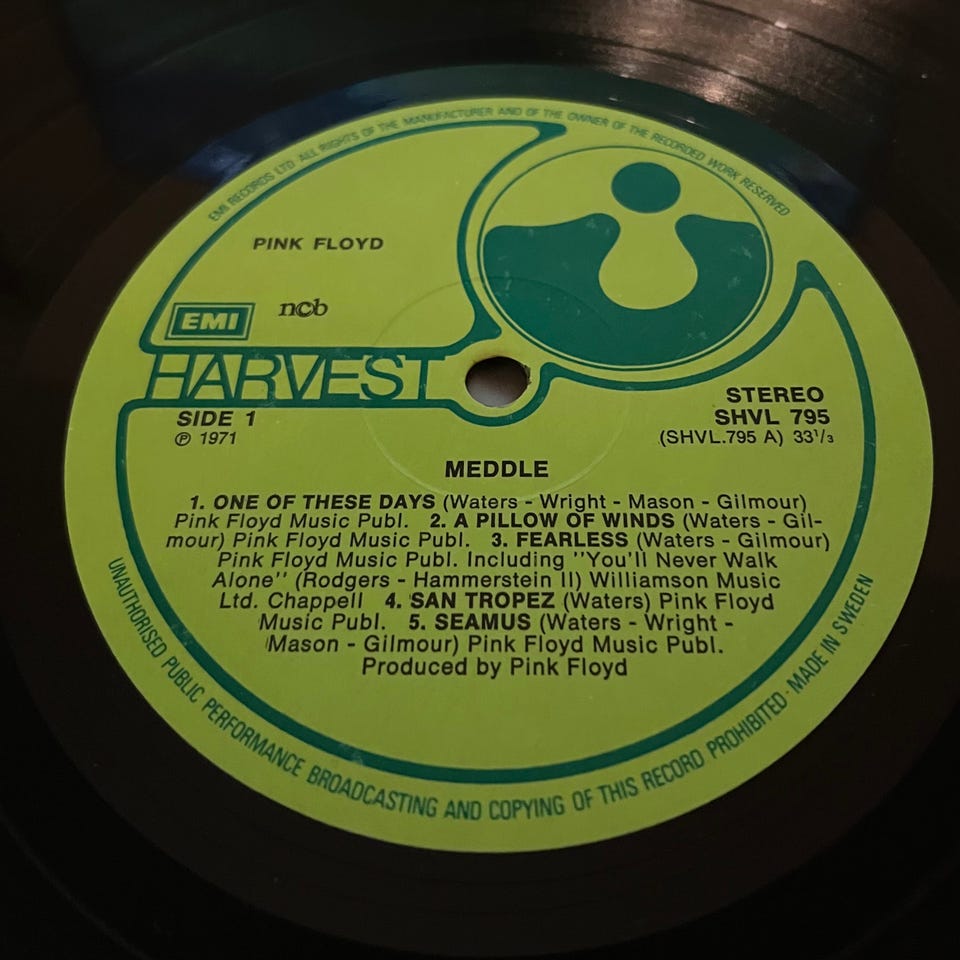 EMI RECORDS LTD. ALL RIGHTS OF THE MANUFACTURER AND OF THE OWNER OF THE RECORDED WORK RESERVED
PINK FLOYD
EMI
ncb
HARVEST
SIDE 1
℗ 1971
STEREO
SHVL 795
(SHVL.795 A) 33¹/₃
MEDDLE
1. ONE OF THESE DAYS (Waters - Wright - Mason - Gilmour)
Pink Floyd Music Publ. 2. A PILLOW OF WINDS (Waters - Gil-
mour) Pink Floyd Music Publ. 3. FEARLESS (Waters - Gilmour)
Pink Floyd Music Publ. Including "You'll Never Walk
Alone" (Rodgers - Hammerstein II) Williamson Music
Ltd. Chappell 4. SAN TROPEZ (Waters) Pink Floyd
Music Publ. 5. SEAMUS (Waters - Wright -
Mason - Gilmour) Pink Floyd Music Publ.
Produced by Pink Floyd
UNAUTHORISED PUBLIC PERFORMANCE BROADCASTING AND COPYING OF THIS RECORD PROHIBITED · MADE IN SWEDEN